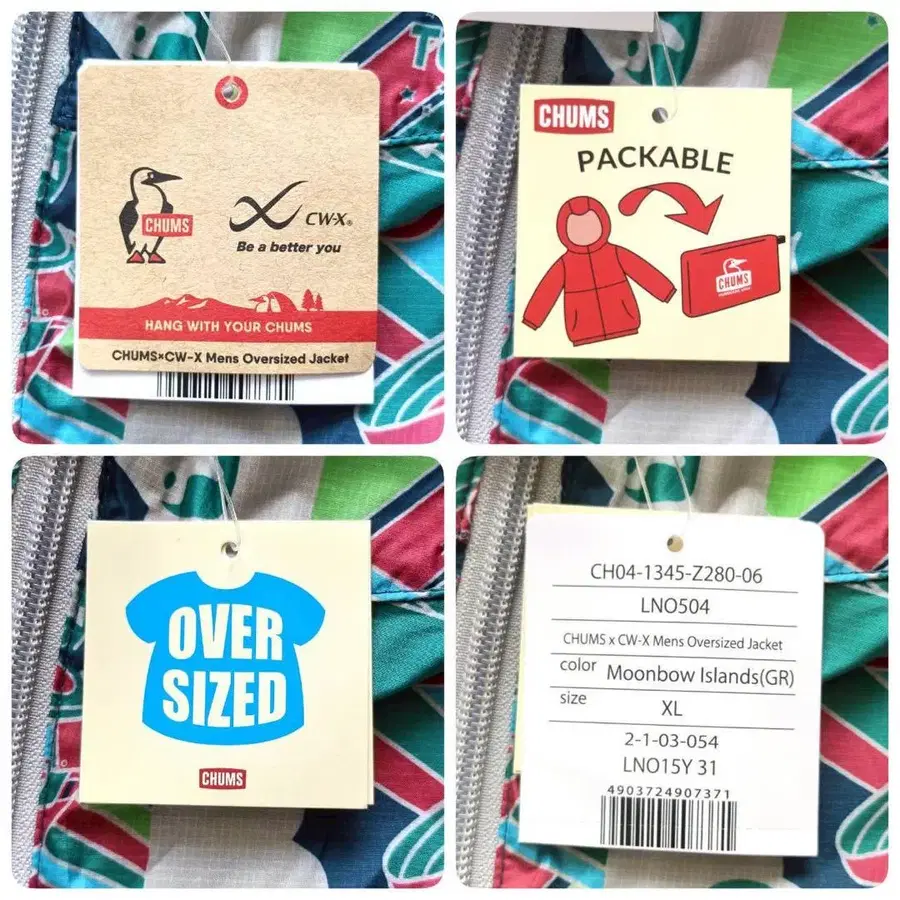 CHUMS
CW-X®
Be a better you
HANG WITH YOUR CHUMS
CHUMS×CW-X Mens Oversized Jacket
CHUMS
PACKABLE
CHUMS
OVER
SIZED
CHUMS
CH04-1345-Z280-06
LNO504
CHUMS x CW-X Mens Oversized Jacket
color Moonbow Islands(GR)
size XL
2-1-03-054
LNO15Y 31
4903724907371